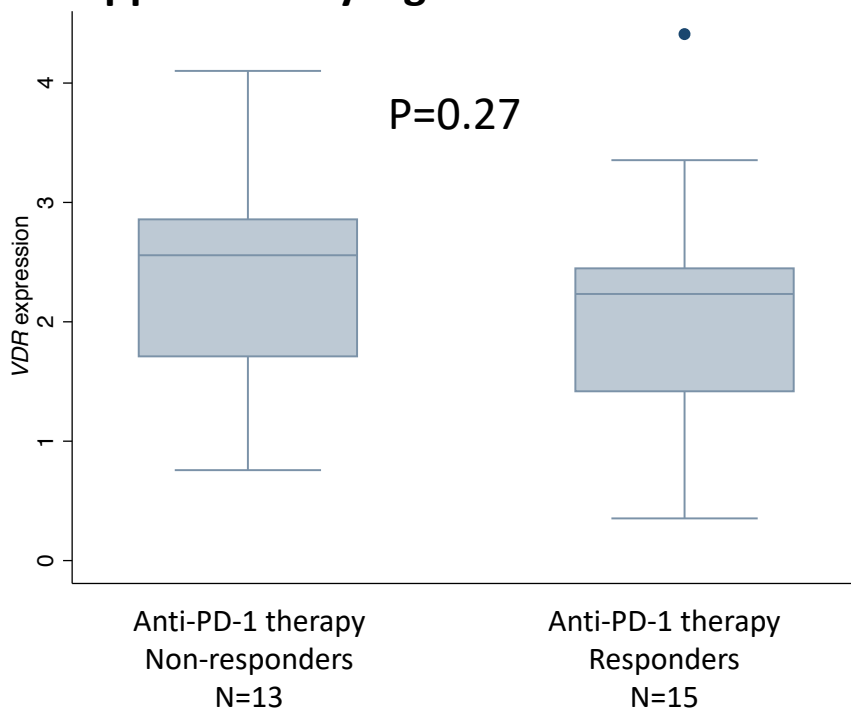 P=0.27
4
3
2
1
0
VDR expression
Anti-PD-1 therapy
Non-responders
N=13
Anti-PD-1 therapy
Responders
N=15